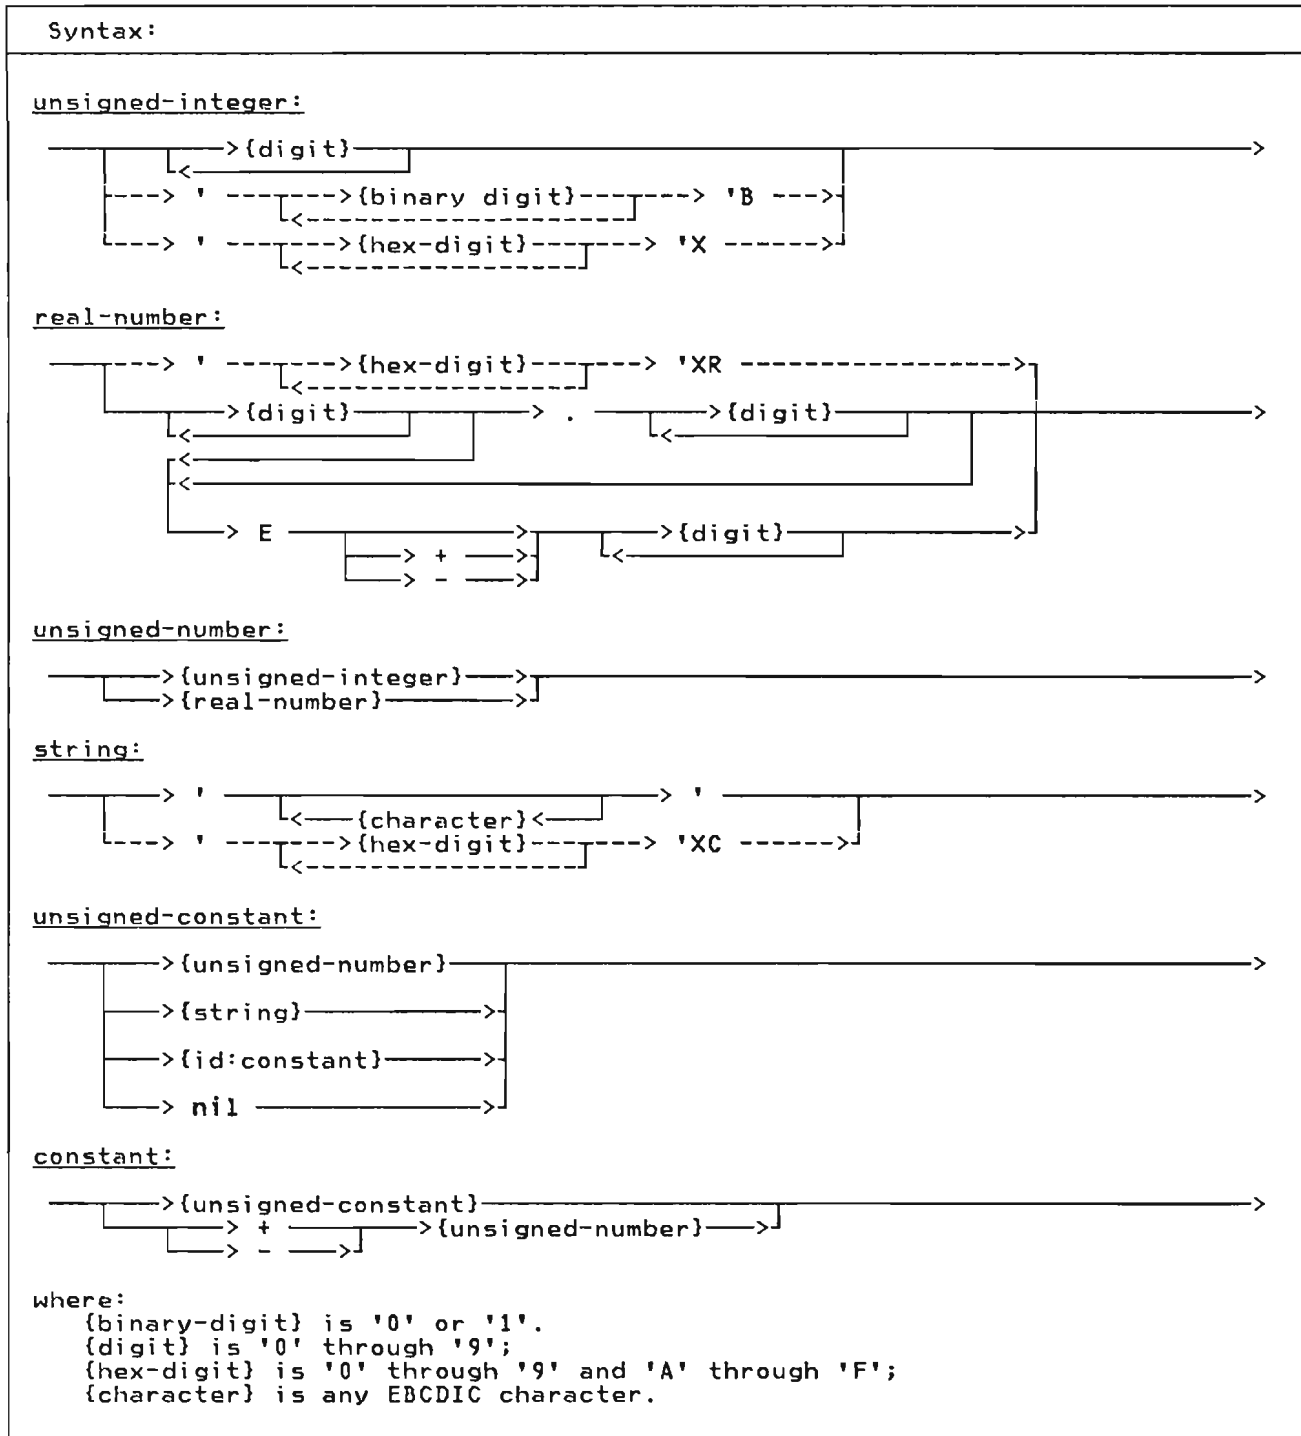 Syntax:
unsigned-integer:
{digit}
' {binary digit} 'B
' {hex-digit} 'X
real-number:
' {hex-digit} 'XR
{digit} . {digit}
E {digit}
+
-
unsigned-number:
{unsigned-integer}
{real-number}
string:
' '
{character}
' {hex-digit} 'XC
unsigned-constant:
{unsigned-number}
{string}
{id:constant}
nil
constant:
{unsigned-constant}
+ {unsigned-number}
-
where:
{binary-digit} is '0' or '1'.
{digit} is '0' through '9';
{hex-digit} is '0' through '9' and 'A' through 'F';
{character} is any EBCDIC character.